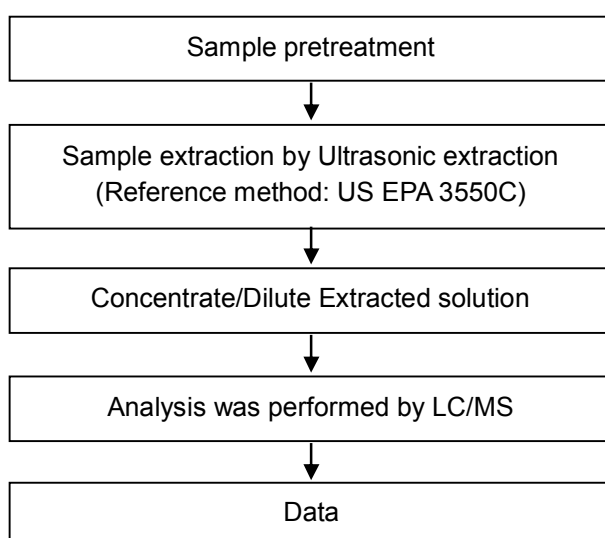 Sample pretreatment
Sample extraction by Ultrasonic extraction
(Reference method: US EPA 3550C)
Concentrate/Dilute Extracted solution
Analysis was performed by LC/MS
Data